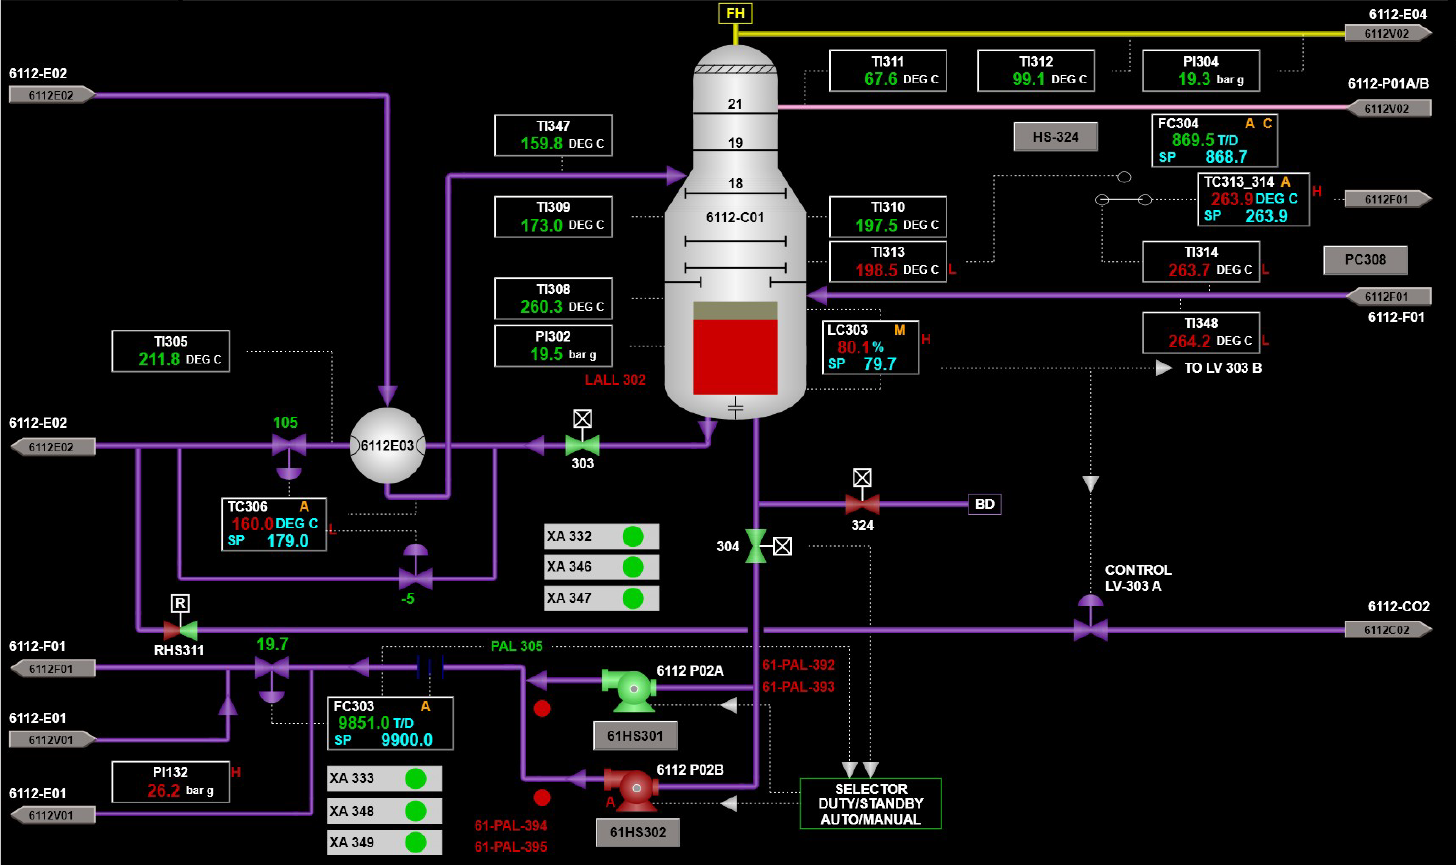 FH
6112-E04
6112V02
6112-E02
6112E02
TI311
67.6 DEG C
TI312
99.1 DEG C
PI304
19.3 bar g
6112-P01A/B
6112V02
21
TI347
159.8 DEG C
HS-324
FC304 A C
869.5 T/D
SP 868.7
19
18
TC313_314 A
263.9 DEG C H
SP 263.9
6112F01
TI309
173.0 DEG C
6112-C01
TI310
197.5 DEG C
TI313
198.5 DEG C L
TI314
263.7 DEG C L
PC308
TI308
260.3 DEG C
6112F01
6112-F01
PI302
19.5 bar g
LC303 M
80.1 % H
SP 79.7
TI348
264.2 DEG C L
TI305
211.8 DEG C
LALL 302
TO LV 303 B
6112-E02
6112E02
105
6112E03
303
TC306 A
160.0 DEG C L
SP 179.0
324
BD
XA 332
XA 346
XA 347
304
-5
CONTROL
LV-303 A
6112-CO2
6112C02
R
RHS311
6112-F01
6112F01
19.7
PAL 305
6112 P02A
61-PAL-392
61-PAL-393
FC303 A
9851.0 T/D
SP 9900.0
6112-E01
6112V01
61HS301
PI132 H
26.2 bar g
6112 P02B
A
XA 333
XA 348
XA 349
6112-E01
6112V01
61-PAL-394
61-PAL-395
61HS302
SELECTOR
DUTY/STANDBY
AUTO/MANUAL